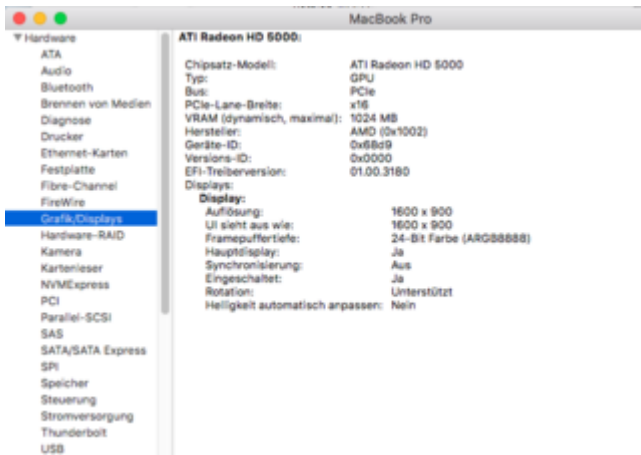 MacBook Pro
Hardware
ATA
Audio
Bluetooth
Brennen von Medien
Diagnose
Drucker
Ethernet-Karten
Festplatte
Fibre-Channel
FireWire
Grafik/Displays
Hardware-RAID
Kamera
Kartenleser
NVMExpress
PCI
Parallel-SCSI
SAS
SATA/SATA Express
SPI
Speicher
Steuerung
Stromversorgung
Thunderbolt
USB
ATI Radeon HD 5000:
Chipsatz-Modell: ATI Radeon HD 5000
Typ: GPU
Bus: PCIe
PCIe-Lane-Breite: x16
VRAM (dynamisch, maximal): 1024 MB
Hersteller: AMD (0x1002)
Geräte-ID: 0x68d9
Versions-ID: 0x0000
EFI-Treiberversion: 01.00.3180
Displays:
Display:
Auflösung: 1600 x 900
UI sieht aus wie: 1600 x 900
Framepuffertiefe: 24-Bit Farbe (ARGB8888)
Hauptdisplay: Ja
Synchronisierung: Aus
Eingeschaltet: Ja
Rotation: Unterstützt
Helligkeit automatisch anpassen: Nein